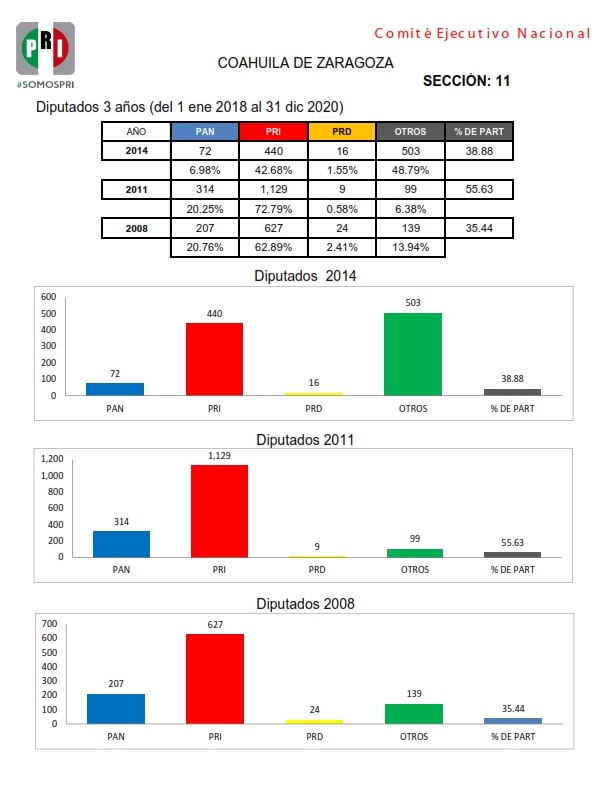 PRI
#SOMOSPRI
Comité Ejecutivo Nacional
COAHUILA DE ZARAGOZA
SECCIÓN: 11
Diputados 3 años (del 1 ene 2018 al 31 dic 2020)
AÑO PAN PRI PRD OTROS % DE PART
2014 72 440 16 503 38.88
6.98% 42.68% 1.55% 48.79%
2011 314 1,129 9 99 55.63
20.25% 72.79% 0.58% 6.38%
2008 207 627 24 139 35.44
20.76% 62.89% 2.41% 13.94%
Diputados 2014
600
500
400
300
200
100
0
72 440 16 503 38.88
PAN PRI PRD OTROS % DE PART
Diputados 2011
1,200
1,000
800
600
400
200
0
314 1,129 9 99 55.63
PAN PRI PRD OTROS % DE PART
Diputados 2008
700
600
500
400
300
200
100
0
207 627 24 139 35.44
PAN PRI PRD OTROS % DE PART